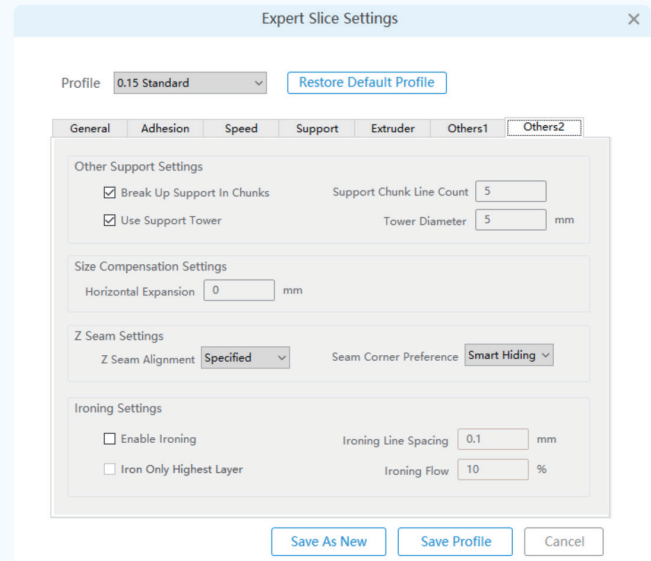 Expert Slice Settings
Profile 0.15 Standard Restore Default Profile
General Adhesion Speed Support Extruder Others1 Others2
Other Support Settings
Break Up Support In Chunks Support Chunk Line Count 5
Use Support Tower Tower Diameter 5 mm
Size Compensation Settings
Horizontal Expansion 0 mm
Z Seam Settings
Z Seam Alignment Specified Seam Corner Preference Smart Hiding
Ironing Settings
Enable Ironing Ironing Line Spacing 0.1 mm
Iron Only Highest Layer Ironing Flow 10 %
Save As New Save Profile Cancel